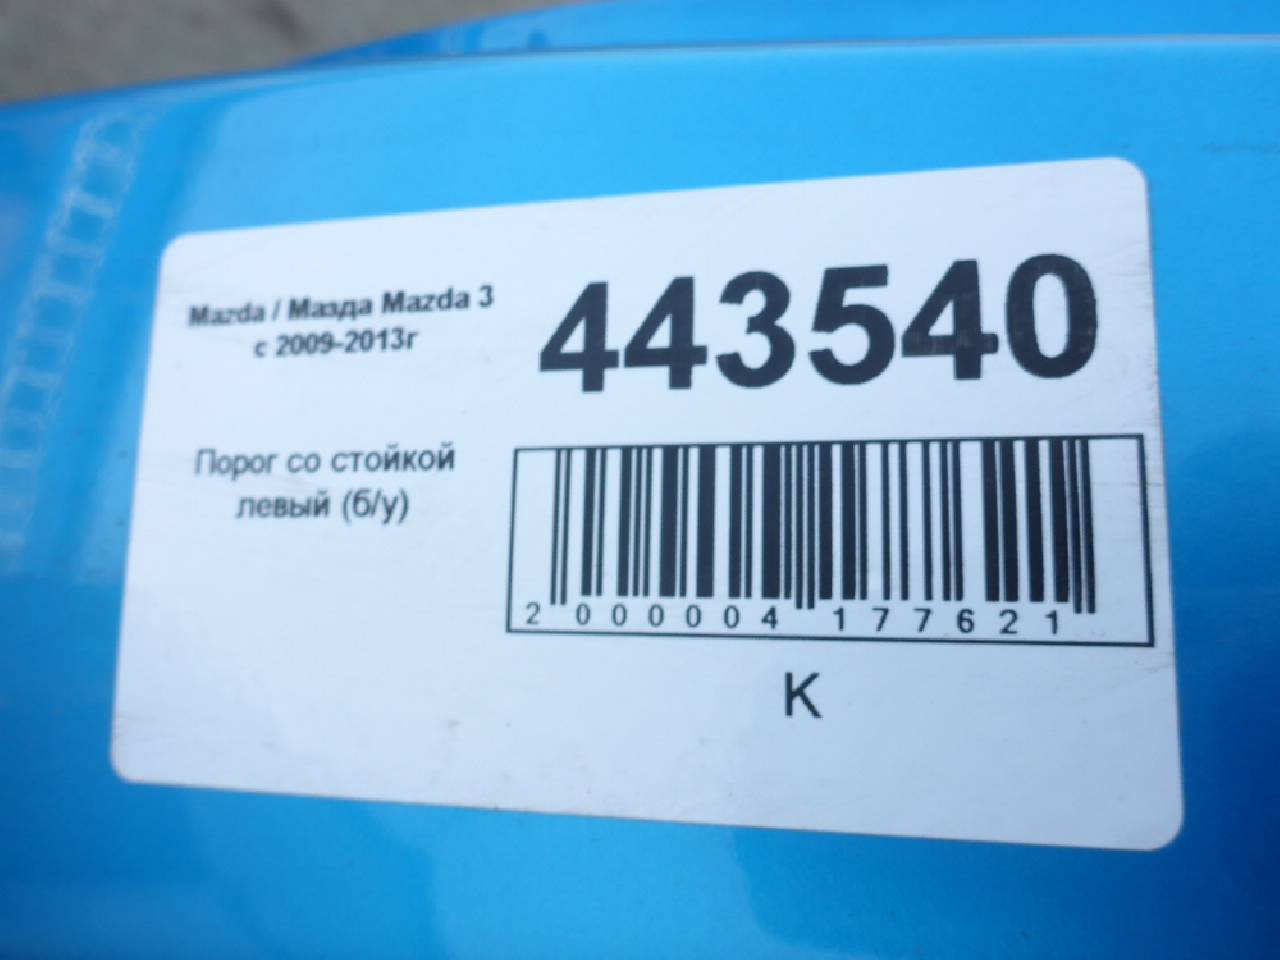 Mazda / Мазда Mazda 3
с 2009-2013г
443540
Порог со стойкой
левый (б/у)
2 000004 177621
K